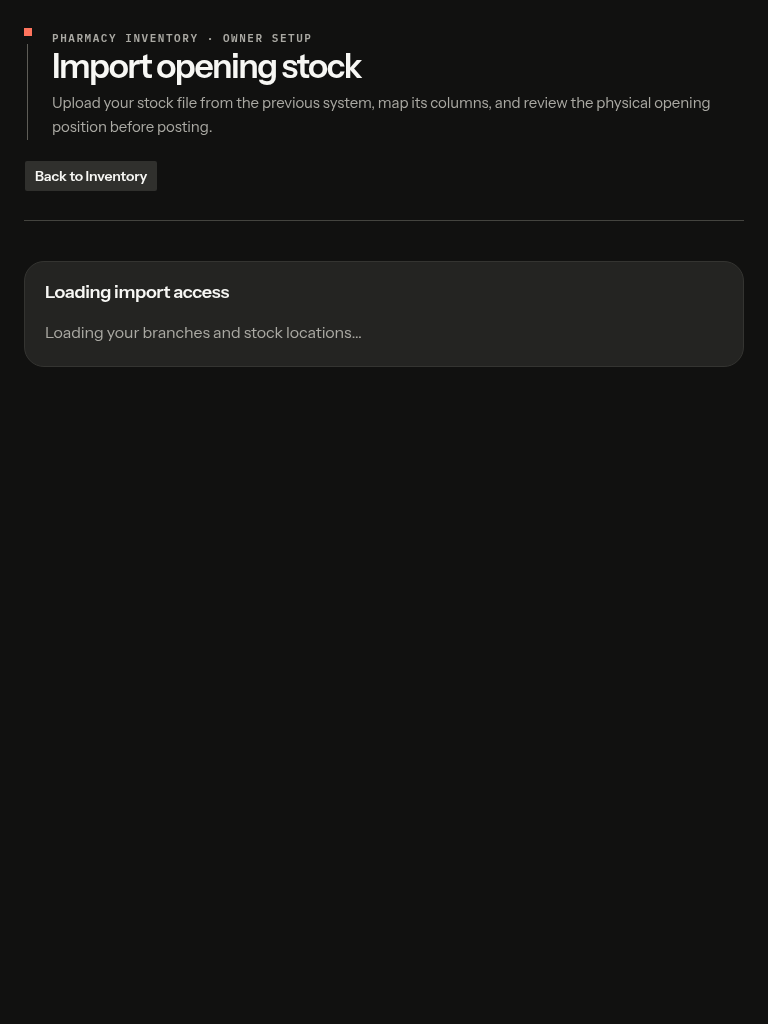 PHARMACY INVENTORY · OWNER SETUP
Import opening stock
Upload your stock file from the previous system, map its columns, and review the physical opening
position before posting.
Back to Inventory
Loading import access
Loading your branches and stock locations…